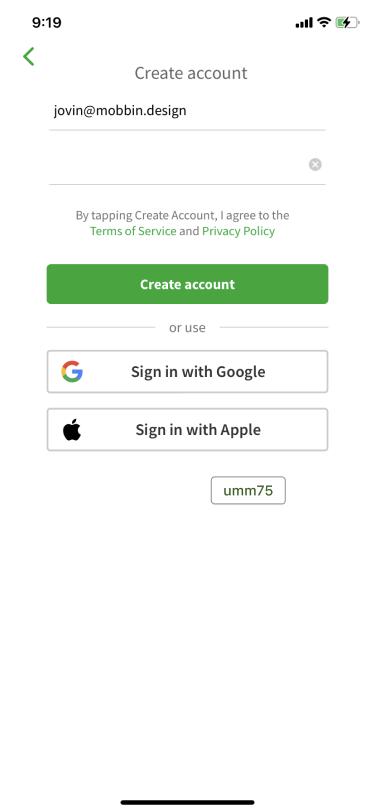 9:19
Create account
jovin@mobbin.design
By tapping Create Account, I agree to the
Terms of Service and Privacy Policy
Create account
or use
Sign in with Google
Sign in with Apple
umm75